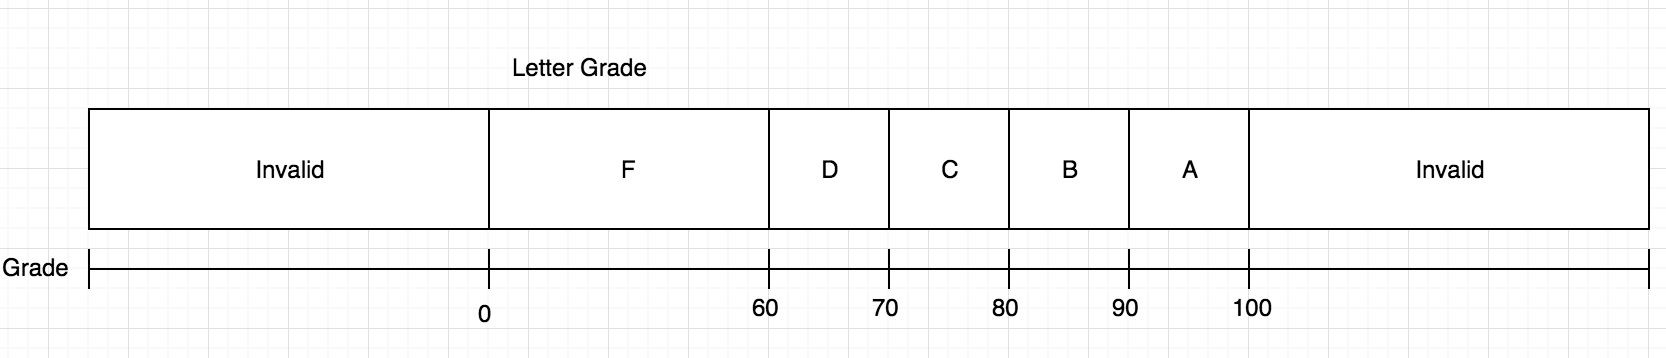 Letter Grade
Invalid F D C B A Invalid
Grade
0 60 70 80 90 100